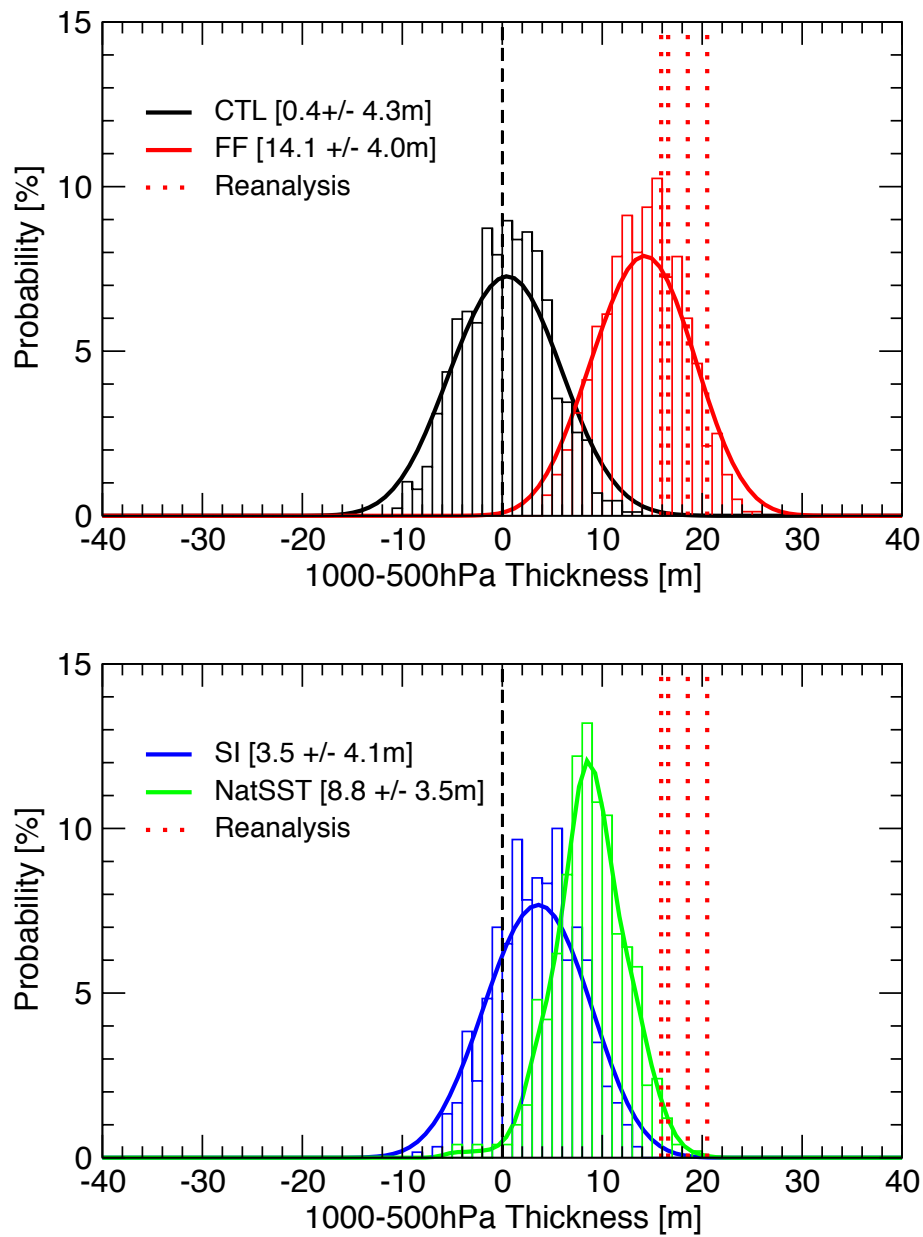 15
CTL [0.4+/- 4.3m]
FF [14.1 +/- 4.0m]
Reanalysis
10
5
0
Probability [%]
-40 -30 -20 -10 0 10 20 30 40
1000-500hPa Thickness [m]
15
SI [3.5 +/- 4.1m]
NatSST [8.8 +/- 3.5m]
Reanalysis
10
5
0
Probability [%]
-40 -30 -20 -10 0 10 20 30 40
1000-500hPa Thickness [m]